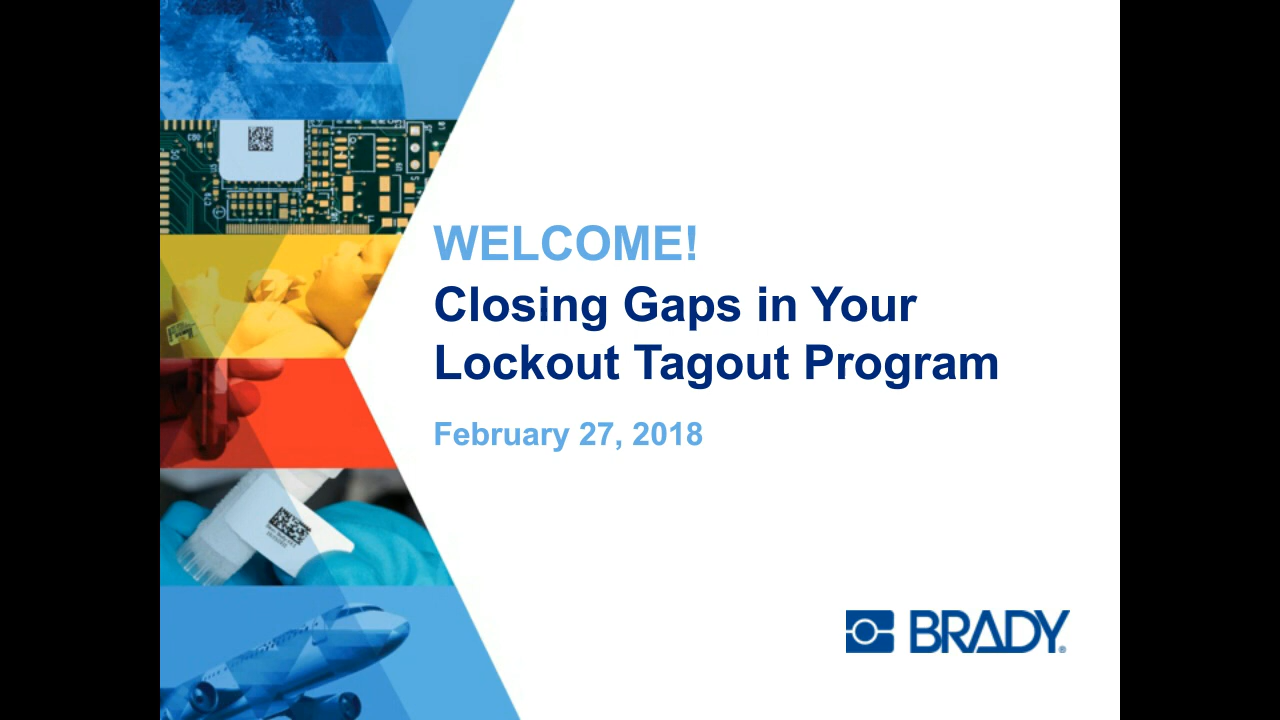 WELCOME!
Closing Gaps in Your
Lockout Tagout Program
February 27, 2018
BRADY®